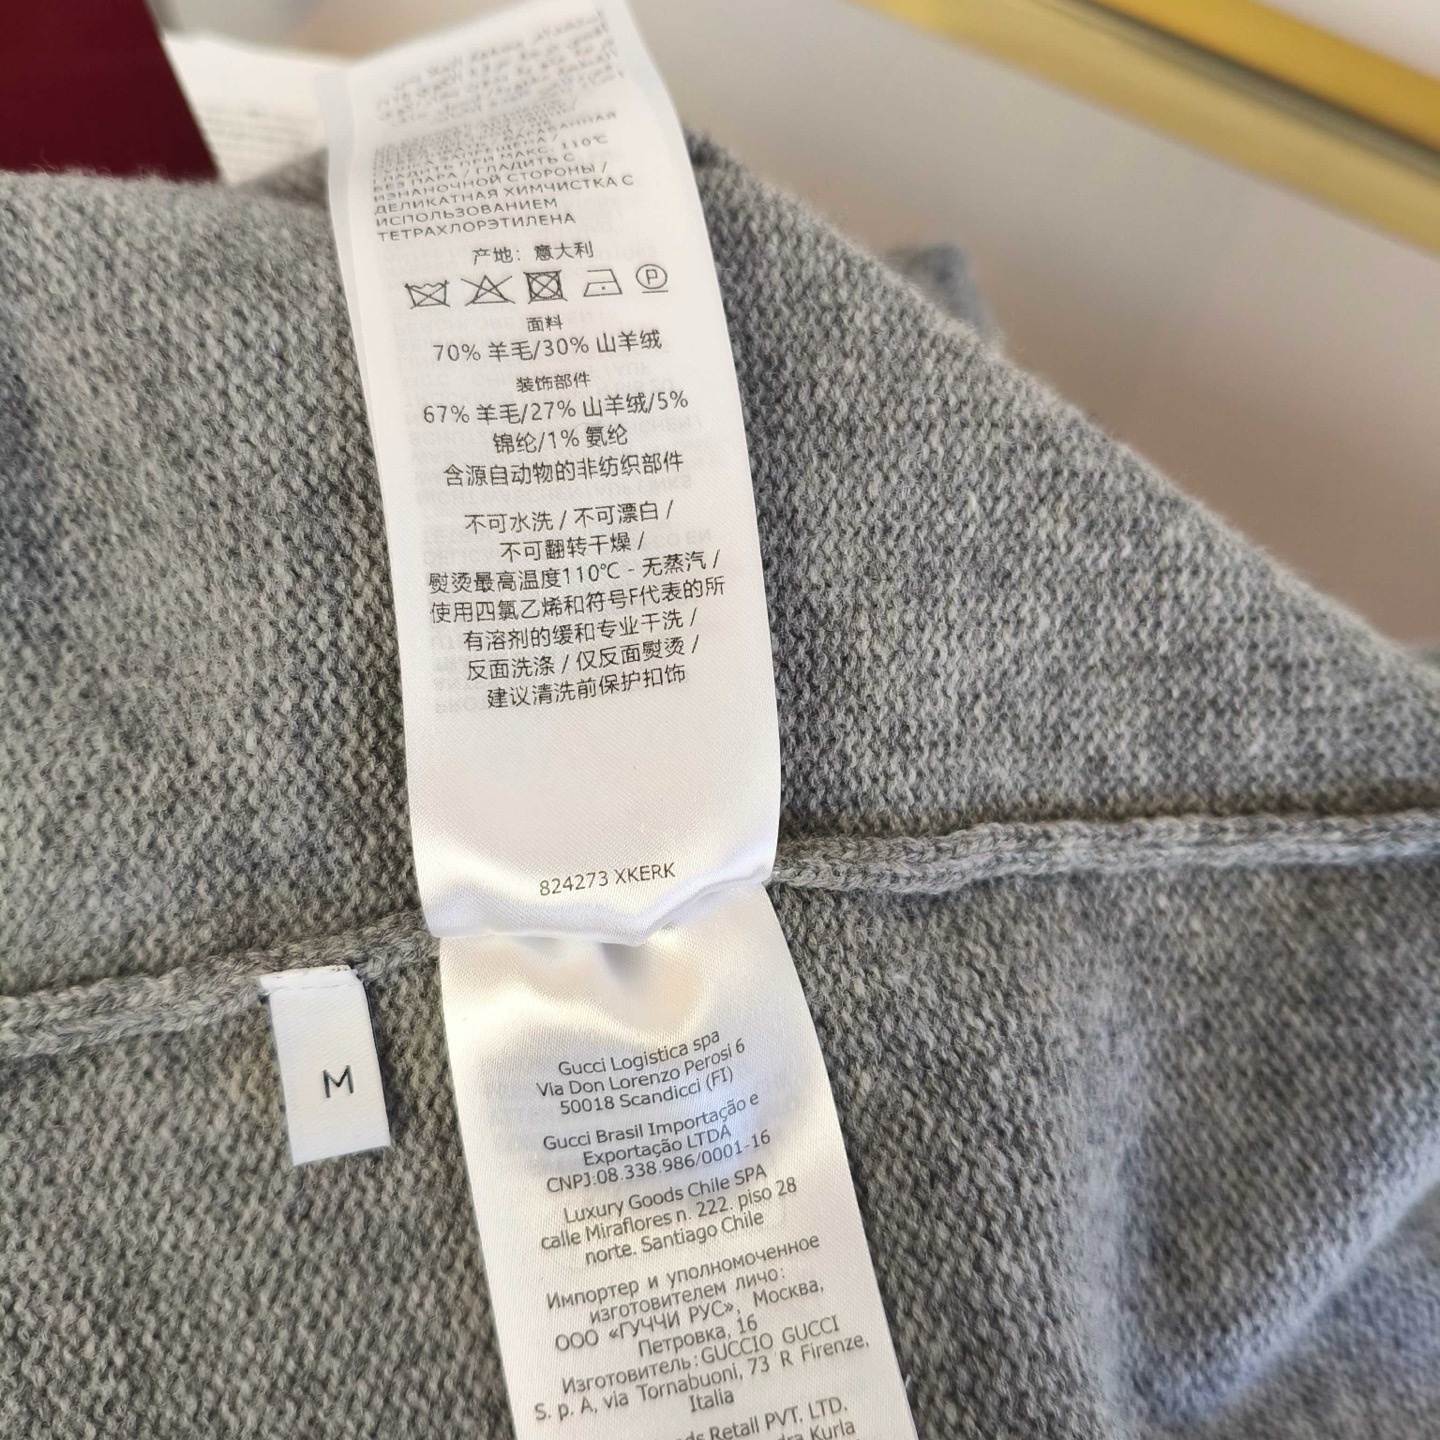 УТЮЖИТЬ ПРИ МАКС. 110°C
БЕЗ ПАРА / ГЛАДИТЬ С
ИЗНАНОЧНОЙ СТОРОНЫ /
ДЕЛИКАТНАЯ ХИМЧИСТКА С
ИСПОЛЬЗОВАНИЕМ
ТЕТРАХЛОРЭТИЛЕНА
产地：意大利
P
面料
70% 羊毛/30% 山羊绒
装饰部件
67% 羊毛/27% 山羊绒/5%
锦纶/1% 氨纶
含源自动物的非纺织部件
不可水洗 / 不可漂白 /
不可翻转干燥 /
熨烫最高温度110℃ - 无蒸汽 /
使用四氯乙烯和符号F代表的所
有溶剂的缓和专业干洗 /
反面洗涤 / 仅反面熨烫 /
建议清洗前保护扣饰
824273 XKERK
M
Gucci Logistica spa
Via Don Lorenzo Perosi 6
50018 Scandicci (FI)
Gucci Brasil Importação e
Exportação LTDA
CNPJ:08.338.986/0001-16
Luxury Goods Chile SPA
calle Miraflores n. 222. piso 28
norte. Santiago Chile
Импортер и уполномоченное
изготовителем лицо:
ООО «ГУЧЧИ РУС», Москва,
Петровка, 16
Изготовитель: GUCCIO GUCCI
S. p. A, via Tornabuoni, 73 R Firenze,
Italia
Retail PVT. LTD.
Kurla